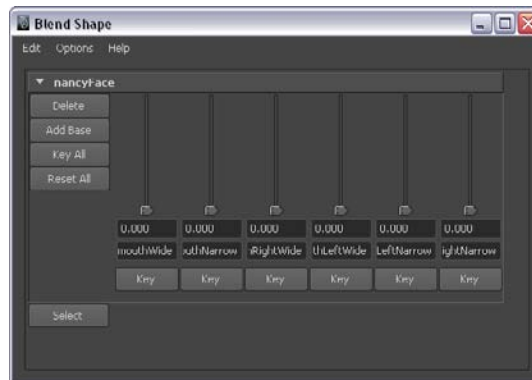 Blend Shape
Edit Options Help
nancyFace
Delete
Add Base
Key All
Reset All
0.000 0.000 0.000 0.000 0.000 0.000
mouthWide uthNarrow RightWide thLeftWide LeftNarrow ightNarrow
Key Key Key Key Key Key
Select